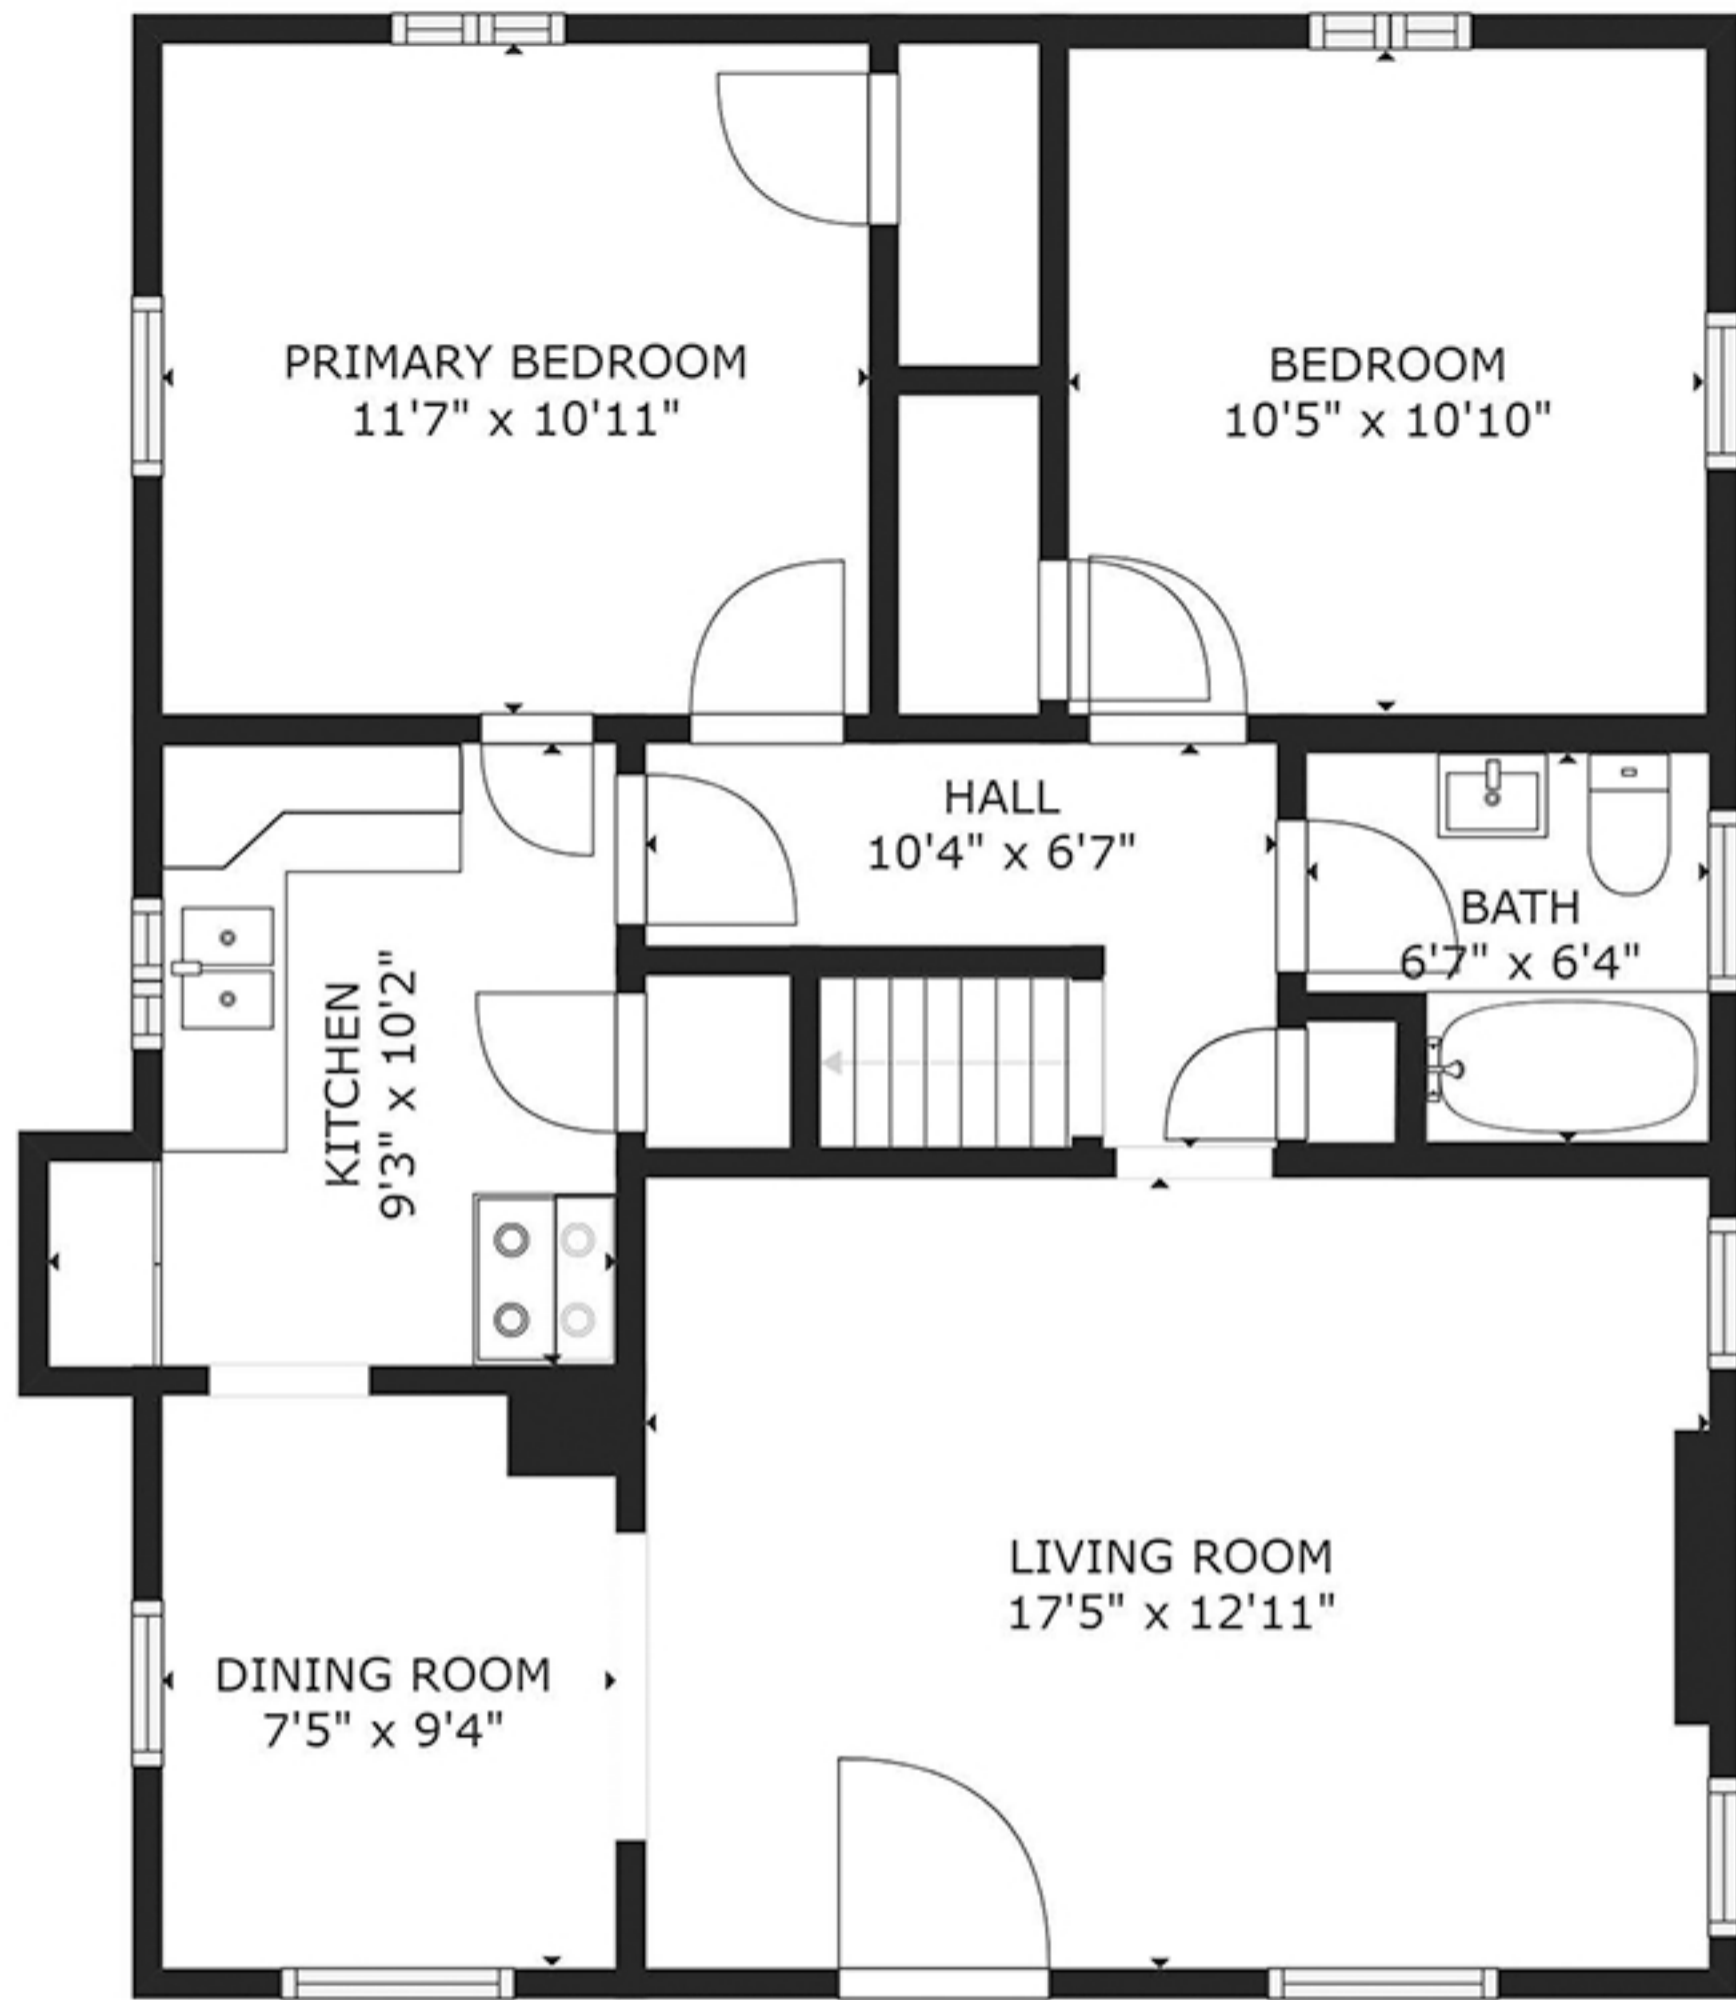 PRIMARY BEDROOM
11'7" x 10'11"
BEDROOM
10'5" x 10'10"
HALL
10'4" x 6'7"
BATH
6'7" x 6'4"
KITCHEN
9'3" x 10'2"
LIVING ROOM
17'5" x 12'11"
DINING ROOM
7'5" x 9'4"